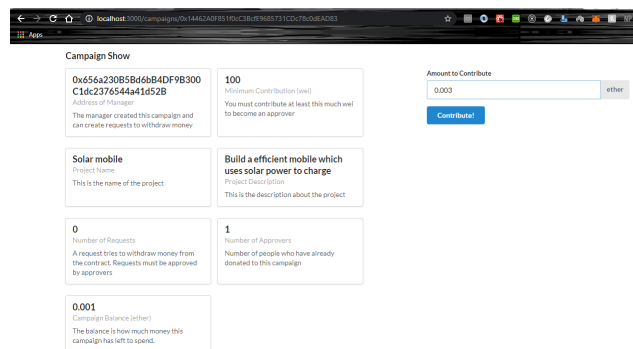 localhost:3000/campaigns/0x14462A0F851f0cC3BcfE9685731CDc78c0dEAD83
Apps
Campaign Show
0x656a230B5Bd6bB4DF9B300
C1dc2376544a41d52B
Address of Manager
The manager created this campaign and
can create requests to withdraw money
100
Minimum Contribution (wei)
You must contribute at least this much wei
to become an approver
Solar mobile
Project Name
This is the name of the project
Build a efficient mobile which
uses solar power to charge
Project Description
This is the description about the project
0
Number of Requests
A request tries to withdraw money from
the contract. Requests must be approved
by approvers
1
Number of Approvers
Number of people who have already
donated to this campaign
0.001
Campaign Balance (ether)
The balance is how much money this
campaign has left to spend.
Amount to Contribute
0.003
ether
Contribute!